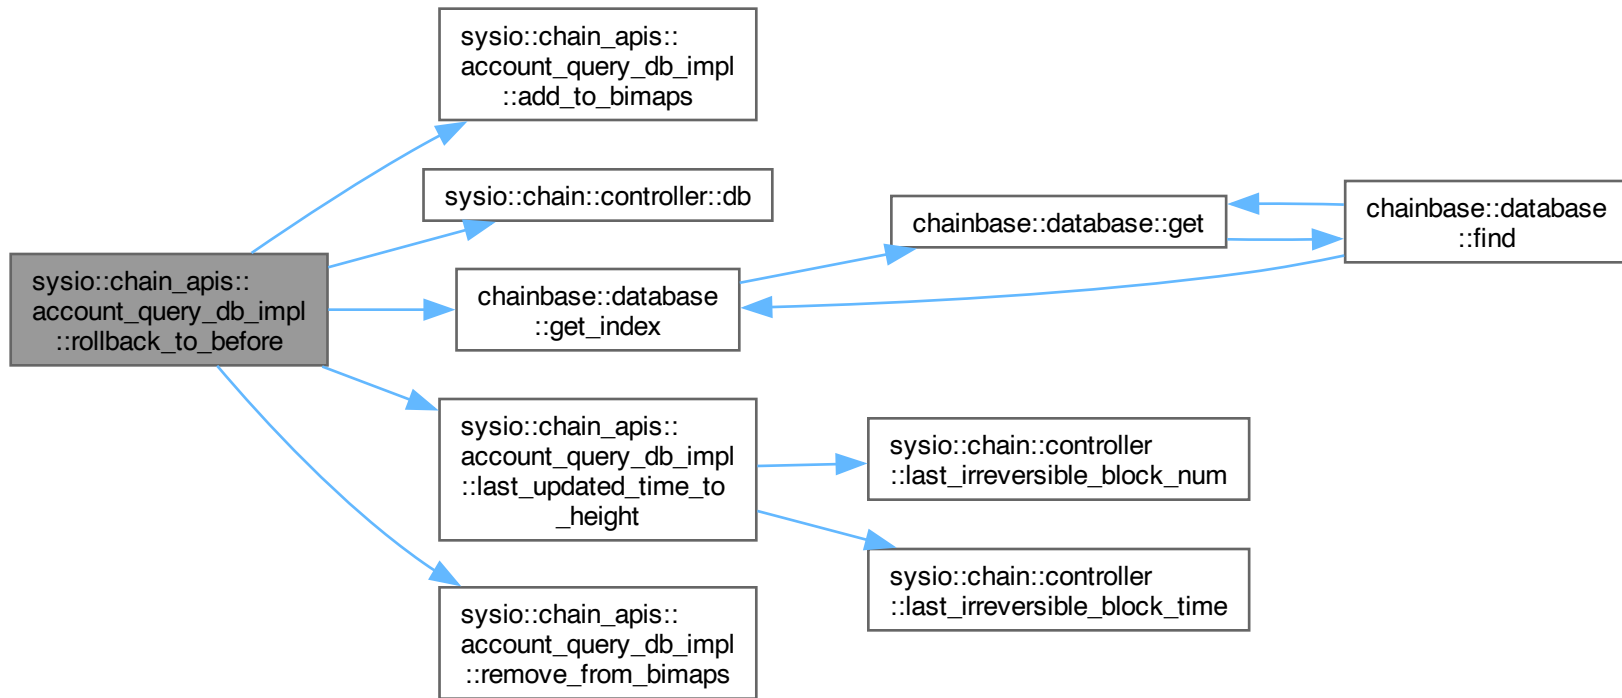 sysio::chain_apis::
account_query_db_impl
::rollback_to_before
sysio::chain_apis::
account_query_db_impl
::add_to_bimaps
sysio::chain::controller::db
chainbase::database
::get_index
sysio::chain_apis::
account_query_db_impl
::last_updated_time_to
_height
sysio::chain_apis::
account_query_db_impl
::remove_from_bimaps
chainbase::database::get
sysio::chain::controller
::last_irreversible_block_num
sysio::chain::controller
::last_irreversible_block_time
chainbase::database
::find